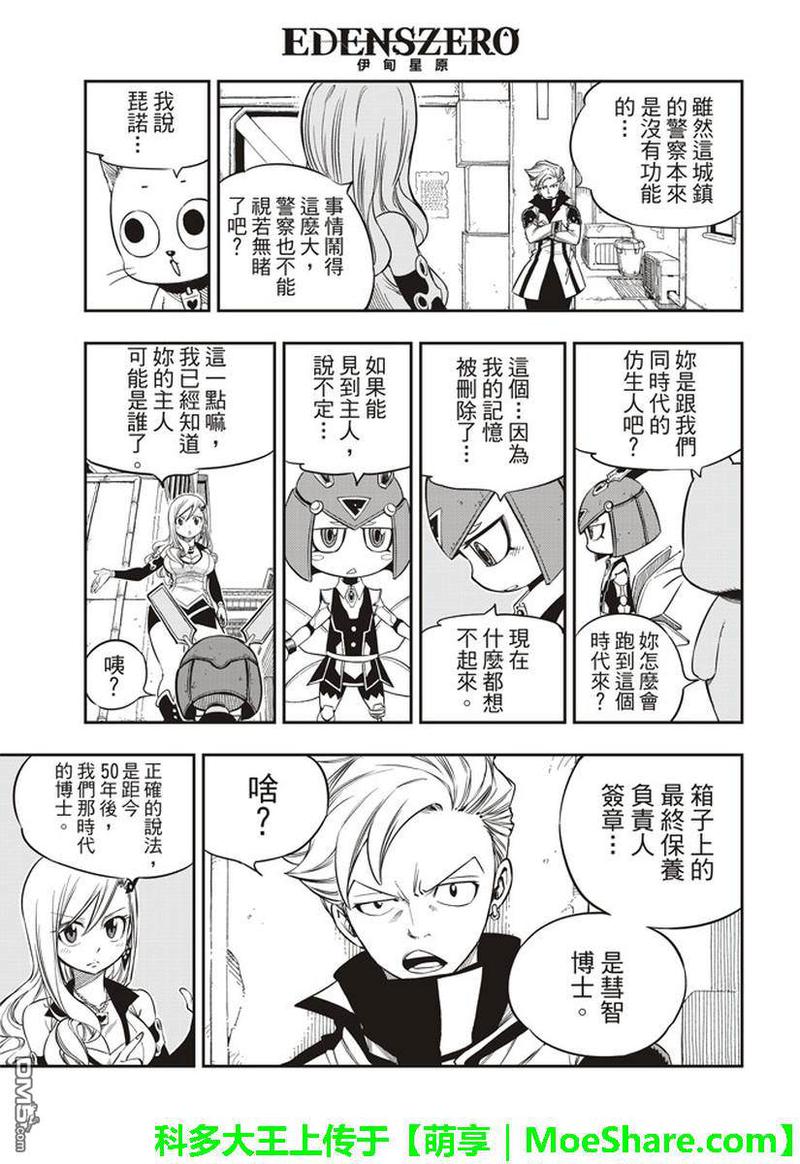 EDENSZERO
伊甸星原
雖然這城鎮
的警察本來
是沒有功能
的…
事情鬧得
這麼大，
警察也不能
視若無睹
了吧？
我說
琵諾…
妳是跟我們
同時代的
仿生人吧？
妳怎麼會
跑到這個
時代來？
這個…因為
我的記憶
被刪除了…
現在
什麼都想
不起來。
如果能
見到主人，
說不定…
這一點嘛，
我已經知道
妳的主人
可能是誰了。
咦？
箱子上的
最終保養
負責人
簽章…
是彗智
博士。
啥？
正確的說法，
是距今
50年後，
我們那時代
的博士。
DM5.com
科多大王上传于【萌享｜MoeShare.com】